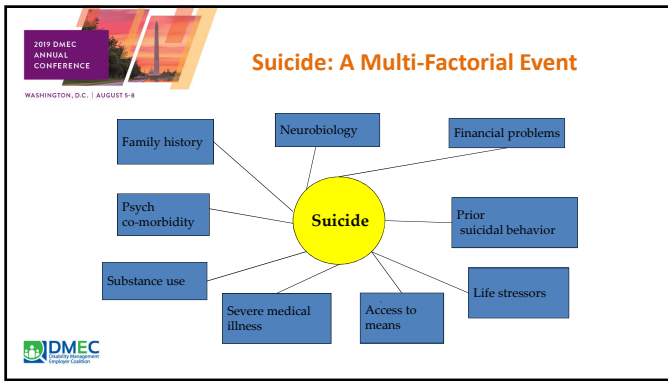 2019 DMEC
ANNUAL
CONFERENCE
WASHINGTON, D.C. | AUGUST 5-8
Suicide: A Multi-Factorial Event
Family history
Neurobiology
Financial problems
Psych
co-morbidity
Suicide
Prior
suicidal behavior
Substance use
Severe medical
illness
Access to
means
Life stressors
DMEC
Disability Management
Employer Coalition